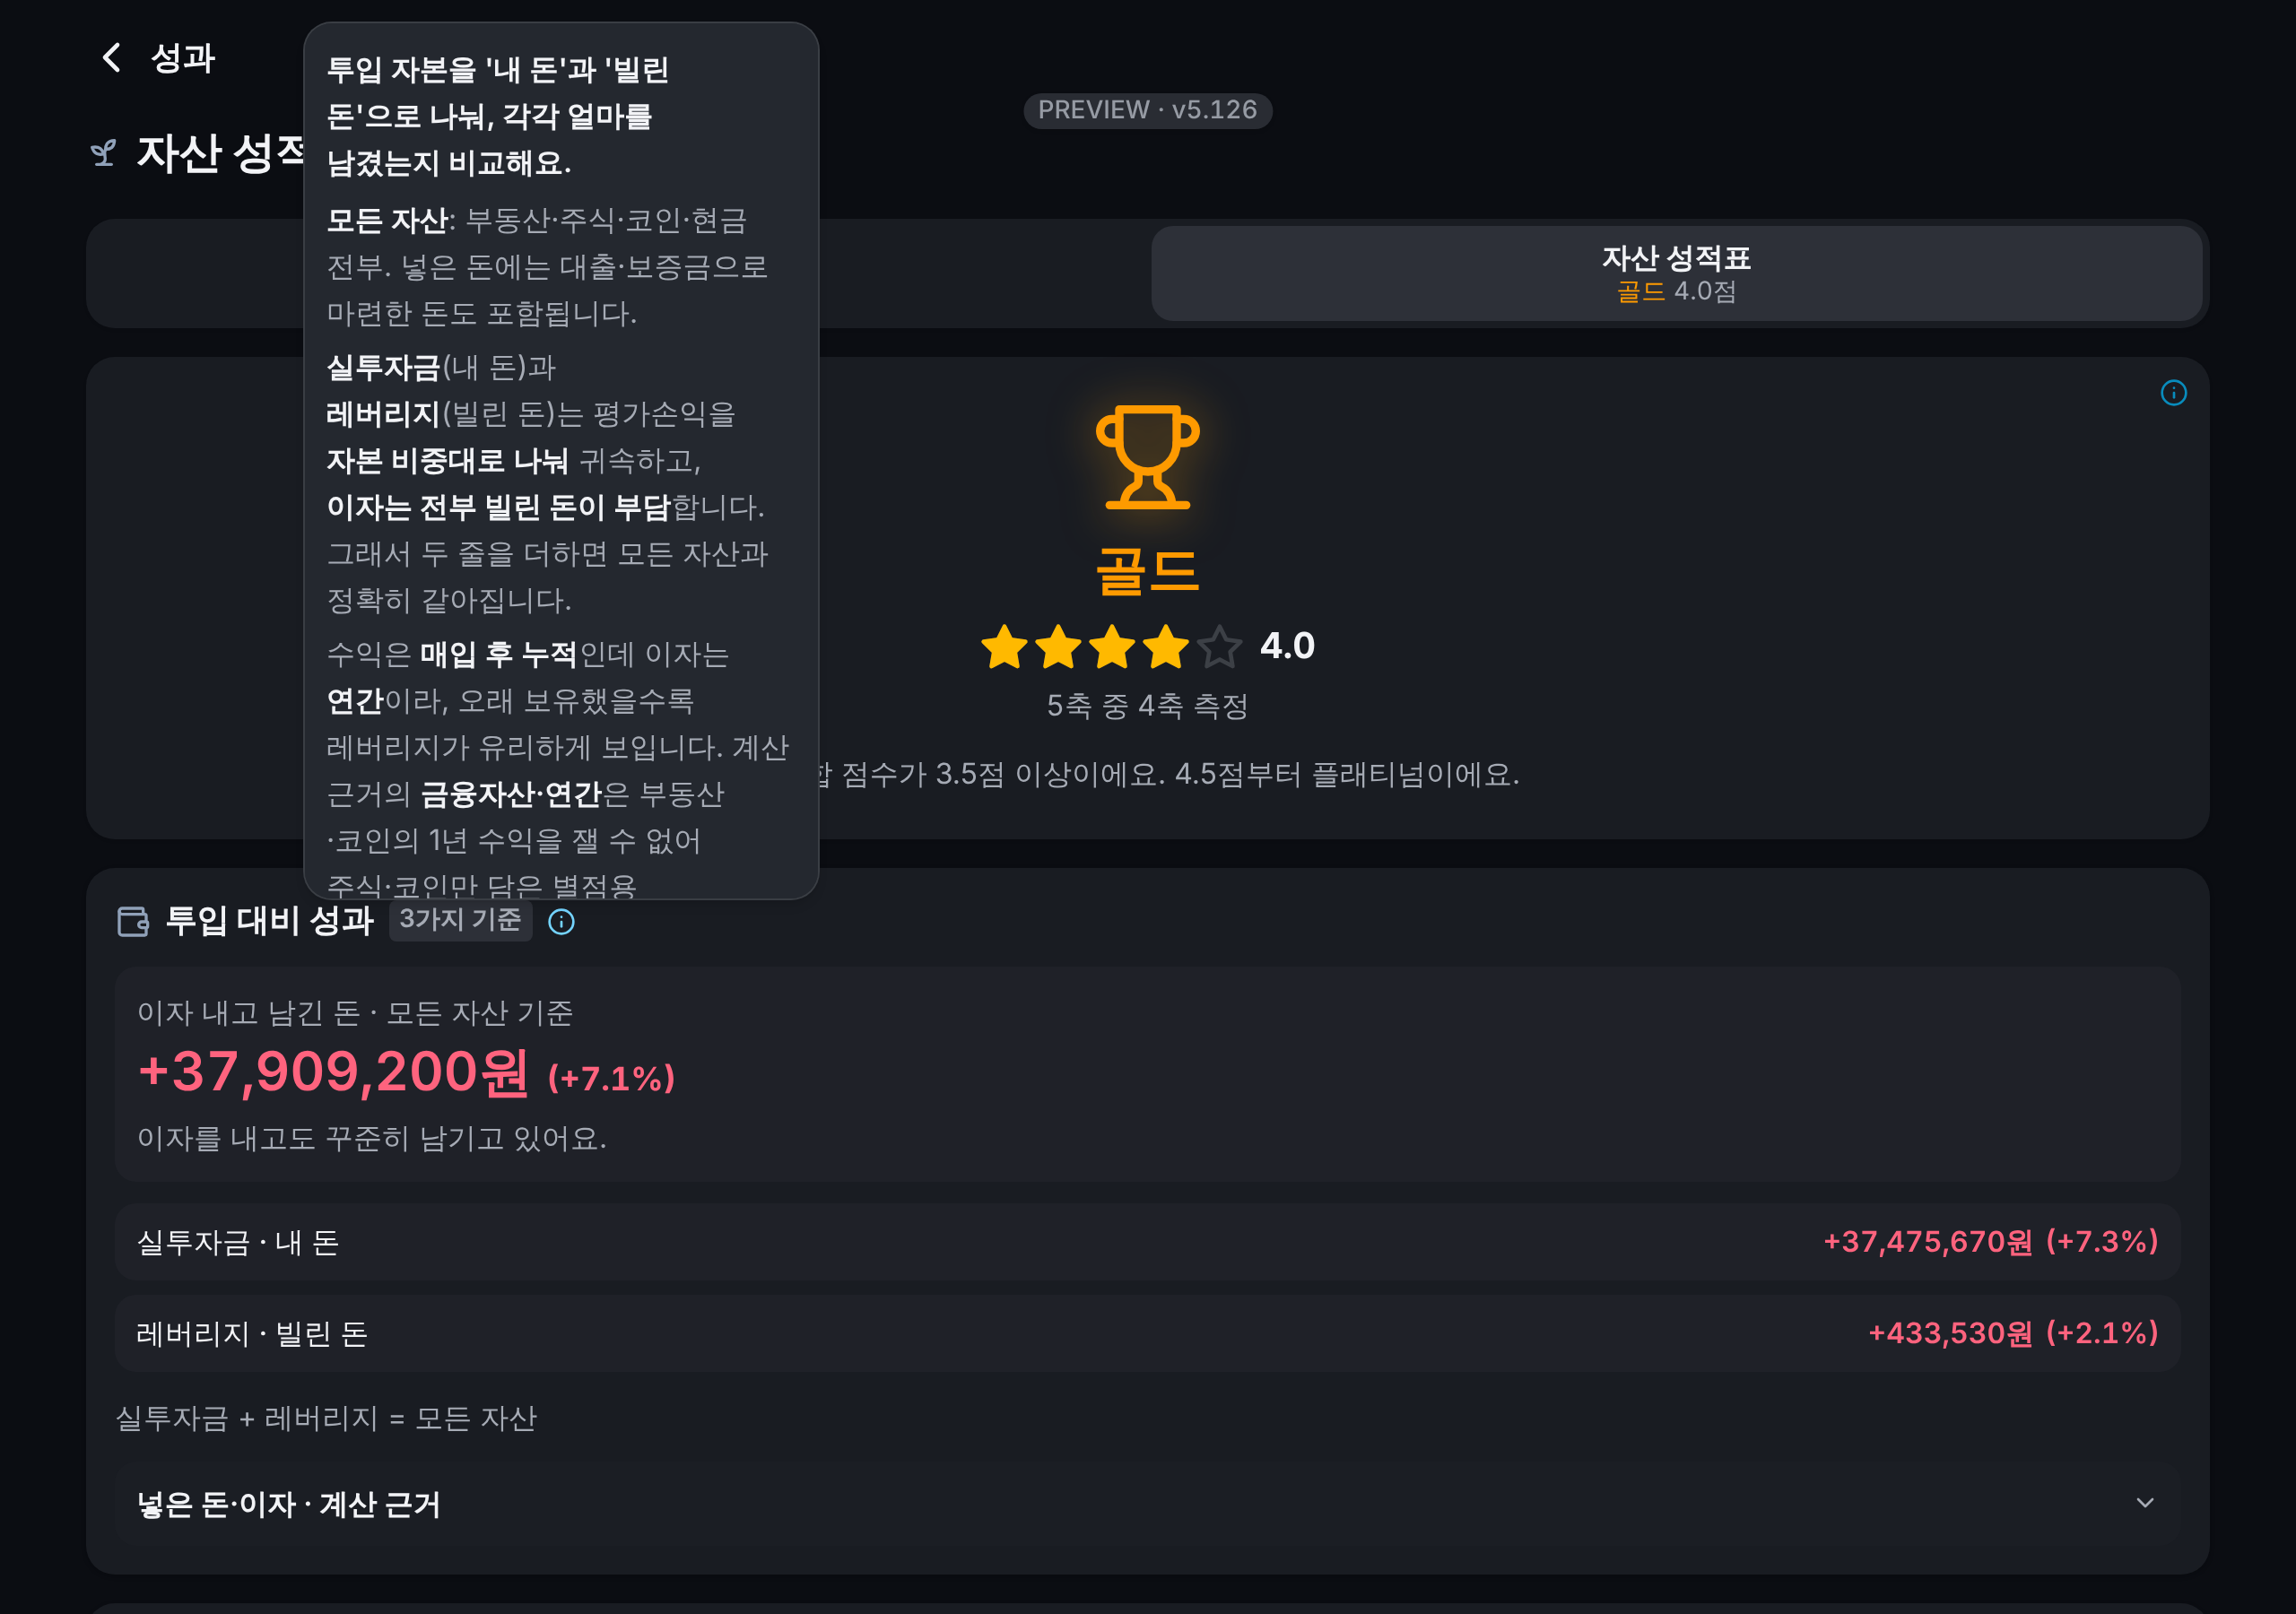 성과
PREVIEW · v5.126
자산 성적
투입 자본을 '내 돈'과 '빌린
돈'으로 나눠, 각각 얼마를
남겼는지 비교해요.
모든 자산: 부동산·주식·코인·현금
전부. 넣은 돈에는 대출·보증금으로
마련한 돈도 포함됩니다.
실투자금(내 돈)과
레버리지(빌린 돈)는 평가손익을
자본 비중대로 나눠 귀속하고,
이자는 전부 빌린 돈이 부담합니다.
그래서 두 줄을 더하면 모든 자산과
정확히 같아집니다.
수익은 매입 후 누적인데 이자는
연간이라, 오래 보유했을수록
레버리지가 유리하게 보입니다. 계산
근거의 금융자산·연간은 부동산
·코인의 1년 수익을 잴 수 없어
주식·코인만 담은 별점용
자산 성적표
골드 4.0점
골드
4.0
5축 중 4축 측정
점수가 3.5점 이상이에요. 4.5점부터 플래티넘이에요.
투입 대비 성과 3가지 기준
이자 내고 남긴 돈 · 모든 자산 기준
+37,909,200원 (+7.1%)
이자를 내고도 꾸준히 남기고 있어요.
실투자금 · 내 돈 +37,475,670원 (+7.3%)
레버리지 · 빌린 돈 +433,530원 (+2.1%)
실투자금 + 레버리지 = 모든 자산
넣은 돈·이자 · 계산 근거